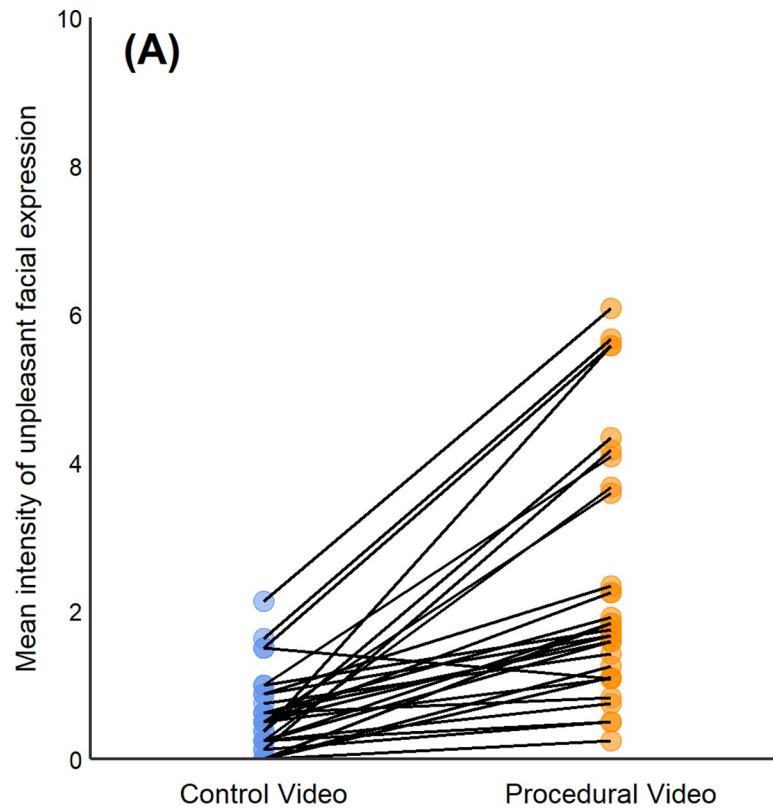 10
(A)
8
6
4
2
0
Mean intensity of unpleasant facial expression
Control Video
Procedural Video